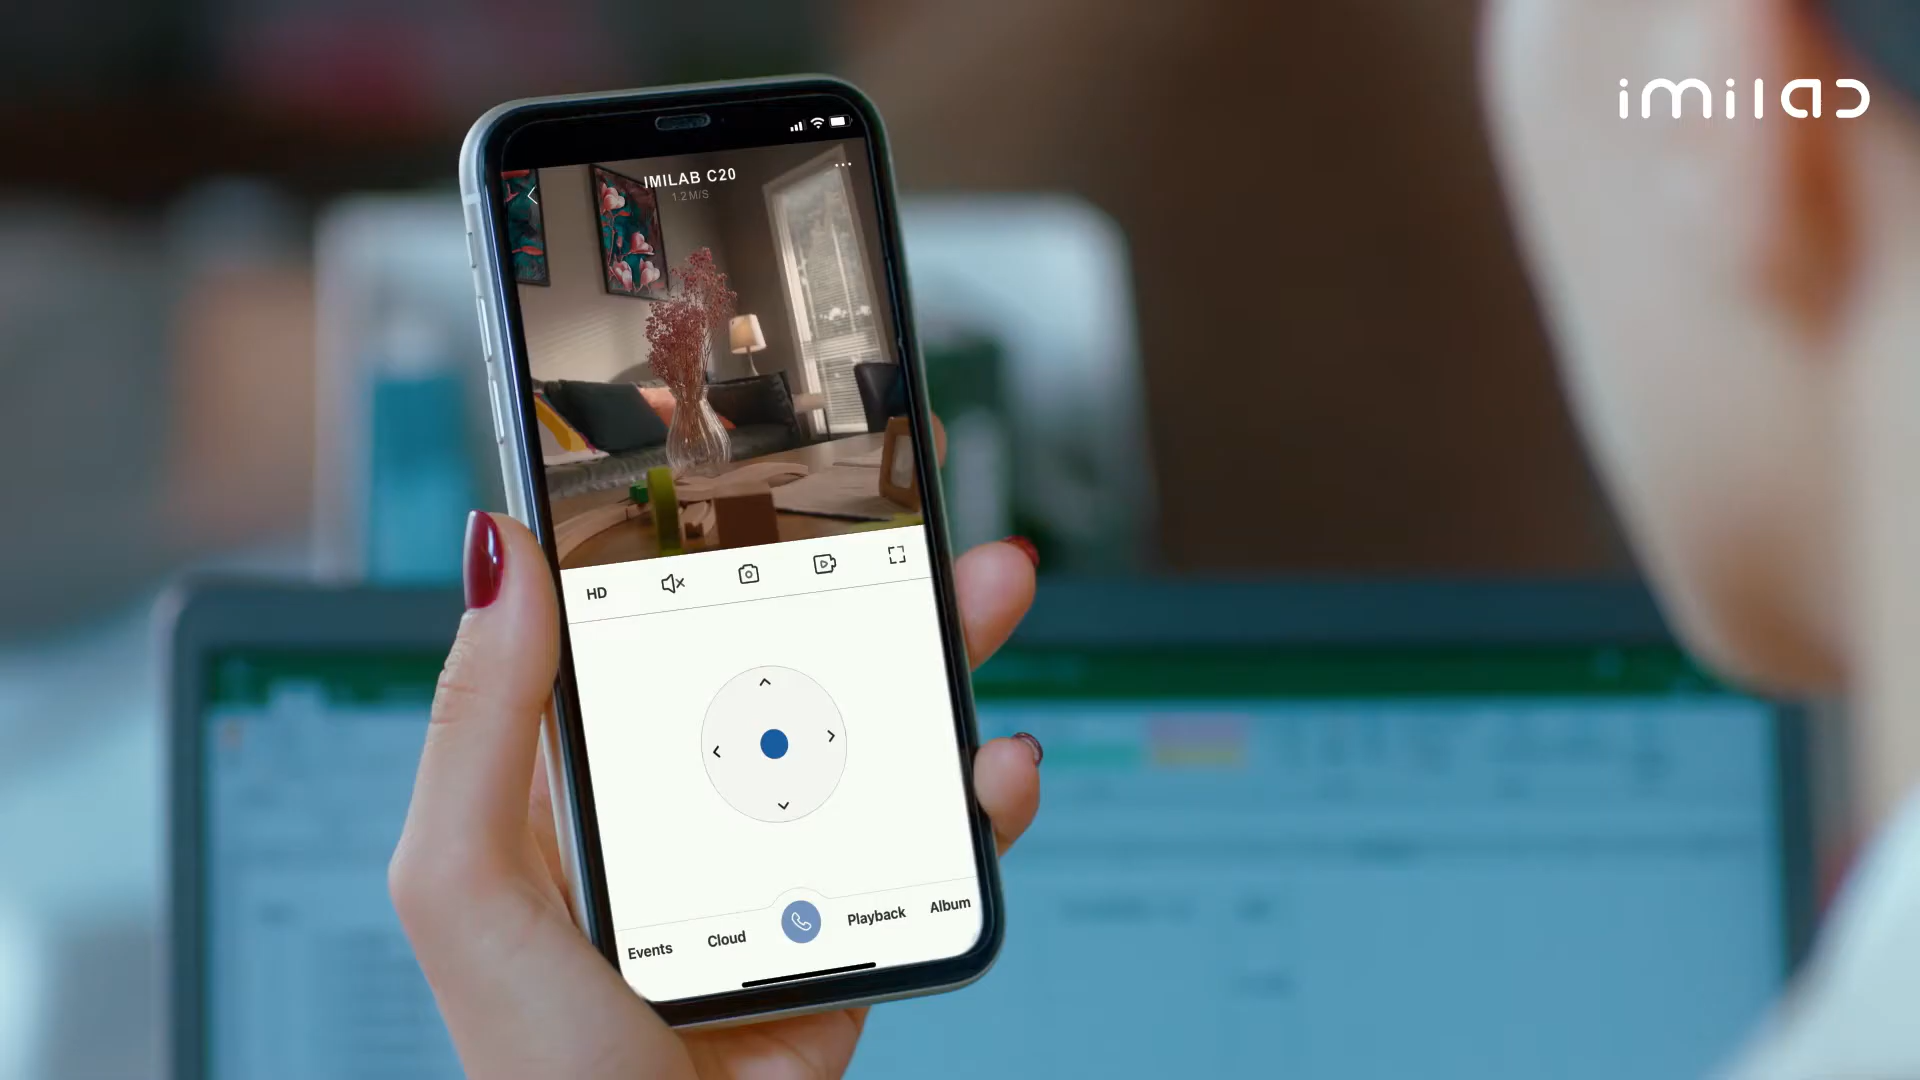 imilab
IMILAB C20
1.2M/S
HD
Events
Cloud
Playback
Album